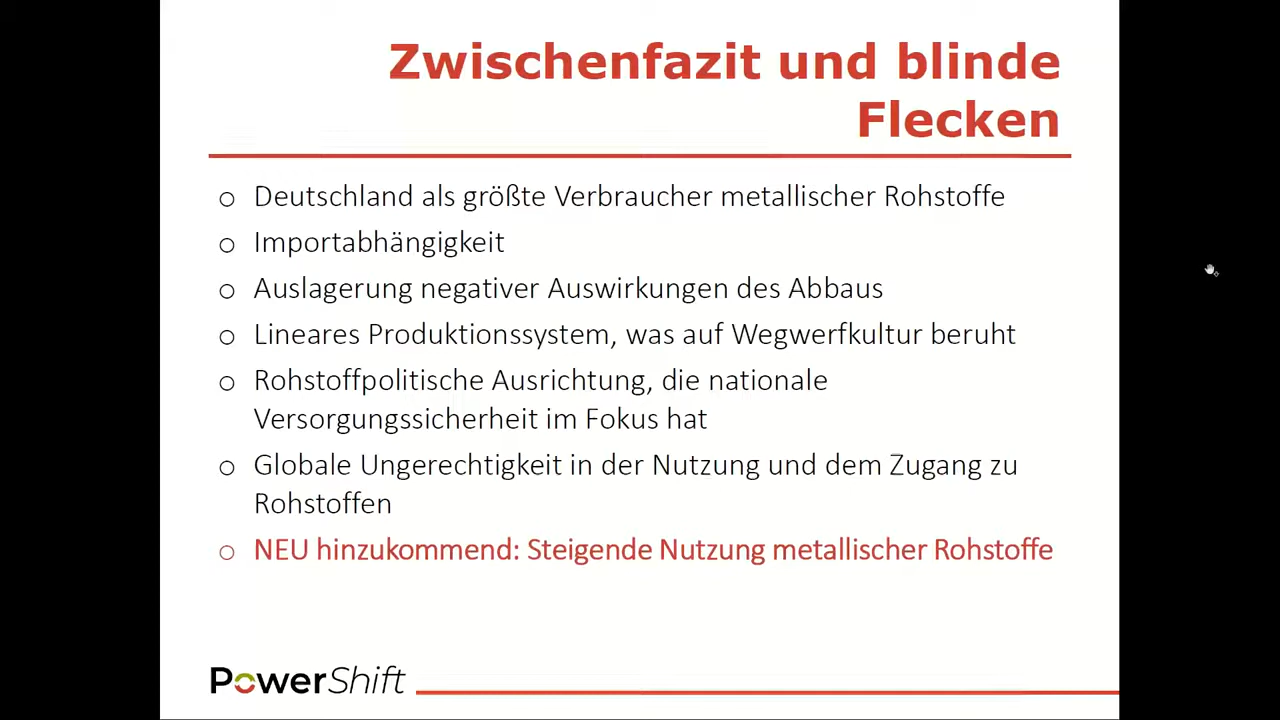 Zwischenfazit und blinde
Flecken
o Deutschland als größte Verbraucher metallischer Rohstoffe
o Importabhängigkeit
o Auslagerung negativer Auswirkungen des Abbaus
o Lineares Produktionssystem, was auf Wegwerfkultur beruht
o Rohstoffpolitische Ausrichtung, die nationale
Versorgungssicherheit im Fokus hat
o Globale Ungerechtigkeit in der Nutzung und dem Zugang zu
Rohstoffen
o NEU hinzukommend: Steigende Nutzung metallischer Rohstoffe
PowerShift